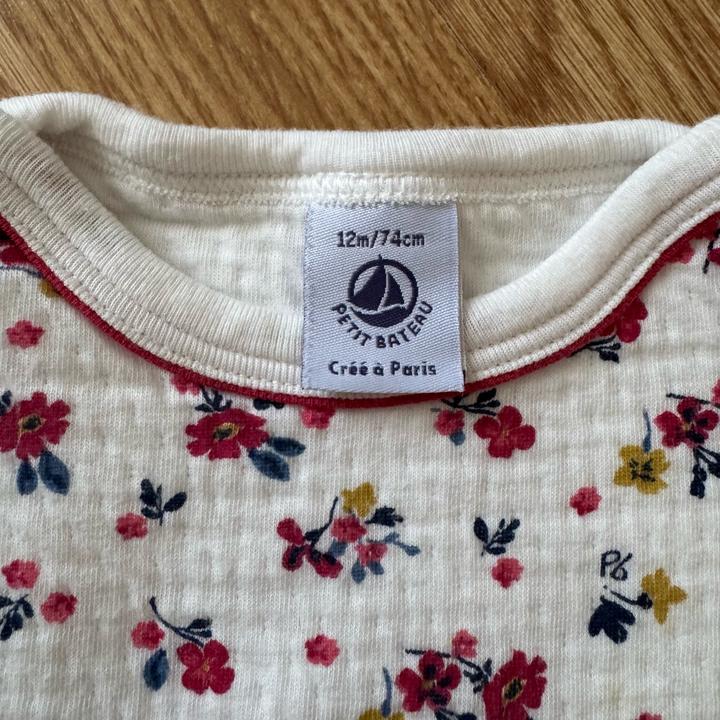 12m/74cm
PETIT BATEAU
Créé à Paris
Pb